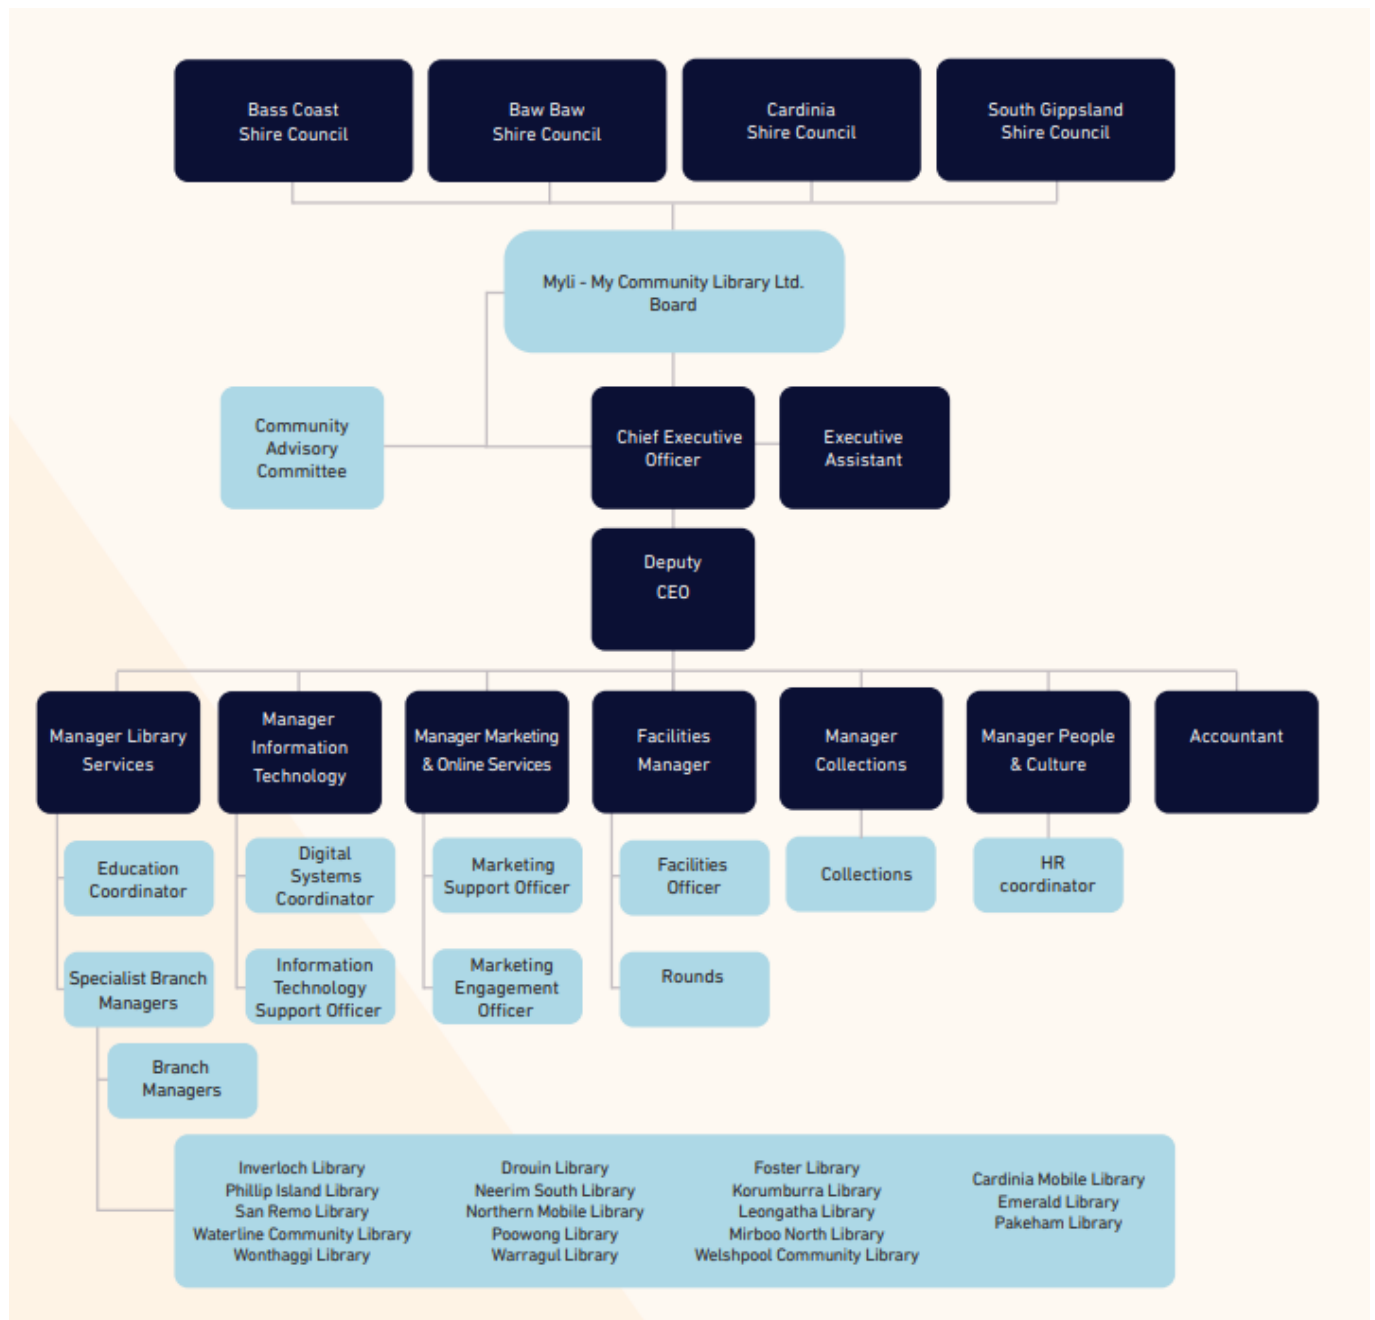 Bass Coast
Shire Council
Baw Baw
Shire Council
Cardinia
Shire Council
South Gippsland
Shire Council
Myli - My Community Library Ltd.
Board
Community
Advisory
Committee
Chief Executive
Officer
Executive
Assistant
Deputy
CEO
Manager Library
Services
Manager
Information
Technology
Manager Marketing
& Online Services
Facilities
Manager
Manager
Collections
Manager People
& Culture
Accountant
Education
Coordinator
Digital
Systems
Coordinator
Marketing
Support Officer
Facilities
Officer
Collections
HR
coordinator
Specialist Branch
Managers
Information
Technology
Support Officer
Marketing
Engagement
Officer
Rounds
Branch
Managers
Inverloch Library
Phillip Island Library
San Remo Library
Waterline Community Library
Wonthaggi Library
Drouin Library
Neerim South Library
Northern Mobile Library
Poowong Library
Warragul Library
Foster Library
Korumburra Library
Leongatha Library
Mirboo North Library
Welshpool Community Library
Cardinia Mobile Library
Emerald Library
Pakeham Library